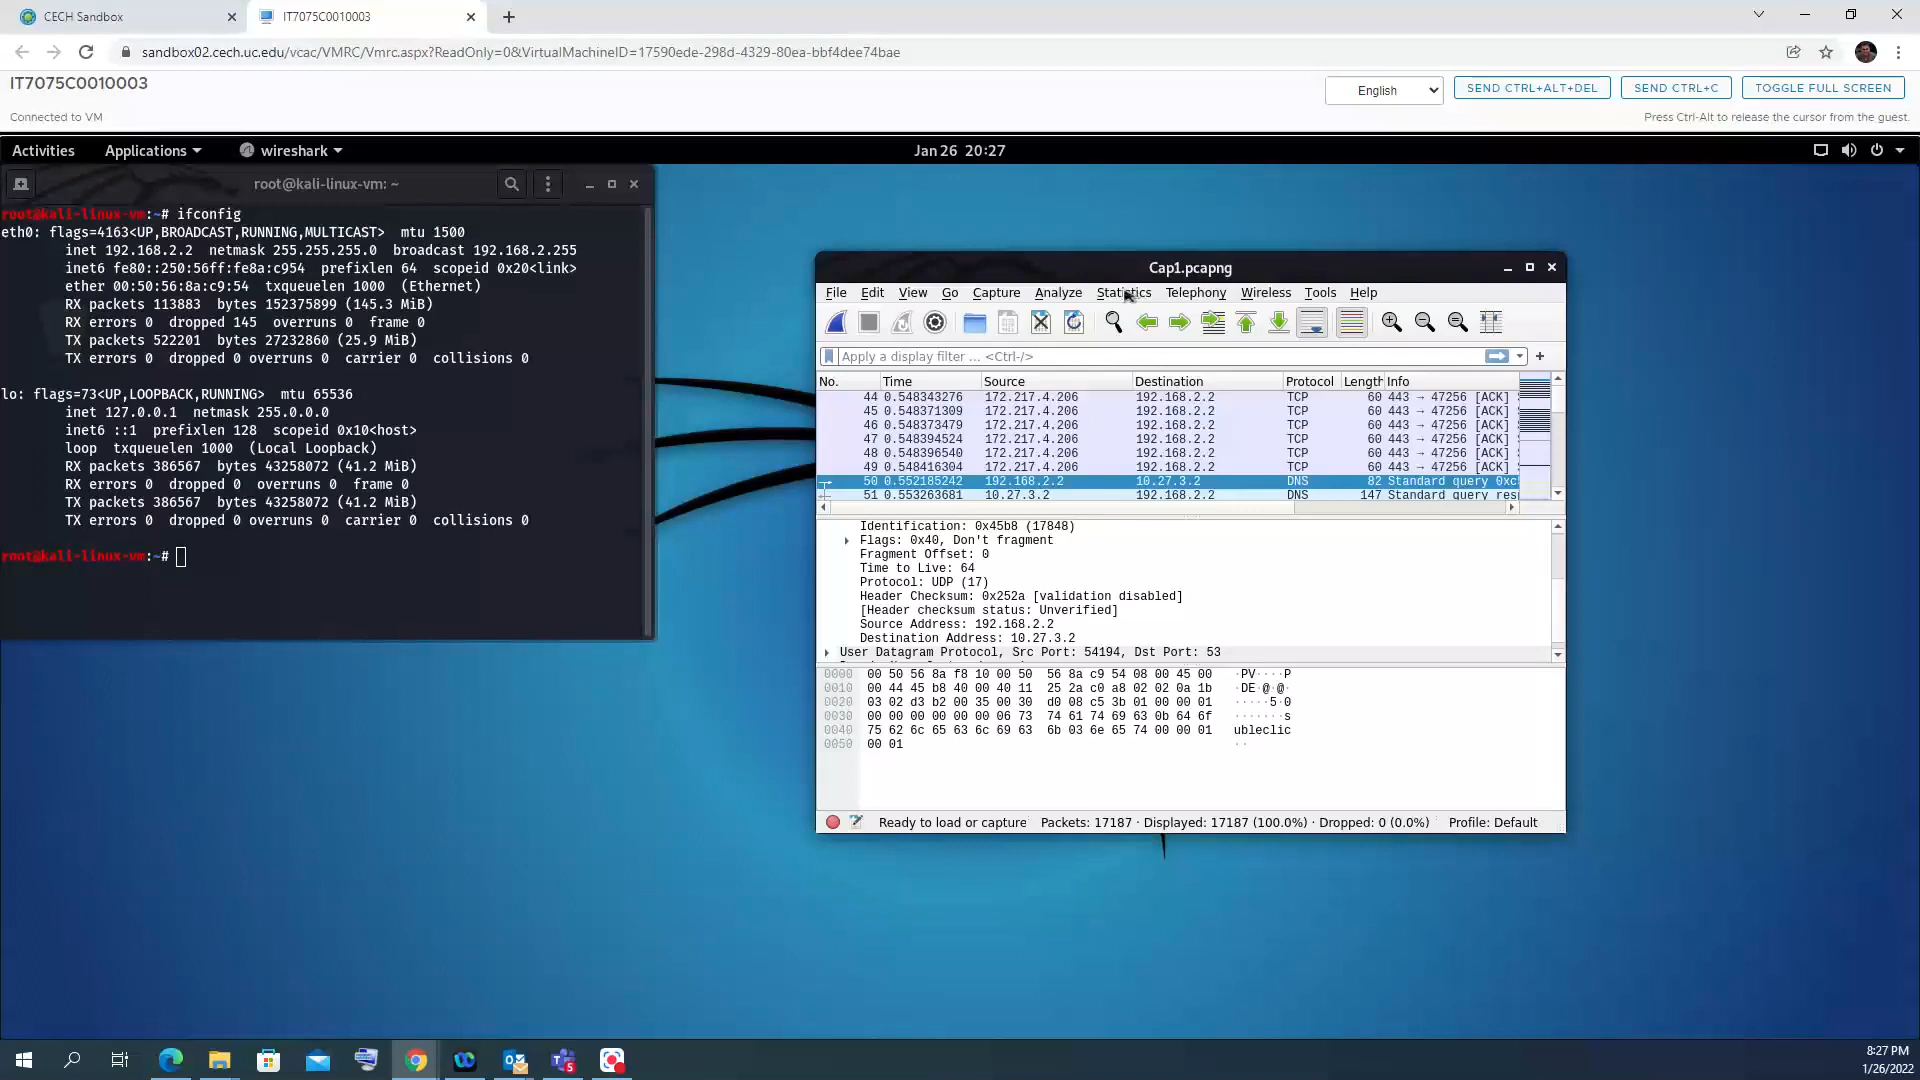 CECH Sandbox
IT7075C0010003
sandbox02.cech.uc.edu/vcac/VMRC/Vmrc.aspx?ReadOnly=0&VirtualMachineID=17590ede-298d-4329-80ea-bbf4dee74bae
IT7075C0010003
English
SEND CTRL+ALT+DEL
SEND CTRL+C
TOGGLE FULL SCREEN
Connected to VM
Press Ctrl-Alt to release the cursor from the guest.
Activities
Applications
wireshark
Jan 26 20:27
root@kali-linux-vm: ~
root@kali-linux-vm:~# ifconfig
eth0: flags=4163<UP,BROADCAST,RUNNING,MULTICAST> mtu 1500
inet 192.168.2.2 netmask 255.255.255.0 broadcast 192.168.2.255
inet6 fe80::250:56ff:fe8a:c954 prefixlen 64 scopeid 0x20<link>
ether 00:50:56:8a:c9:54 txqueuelen 1000 (Ethernet)
RX packets 113883 bytes 152375899 (145.3 MiB)
RX errors 0 dropped 145 overruns 0 frame 0
TX packets 522201 bytes 27232860 (25.9 MiB)
TX errors 0 dropped 0 overruns 0 carrier 0 collisions 0
lo: flags=73<UP,LOOPBACK,RUNNING> mtu 65536
inet 127.0.0.1 netmask 255.0.0.0
inet6 ::1 prefixlen 128 scopeid 0x10<host>
loop txqueuelen 1000 (Local Loopback)
RX packets 386567 bytes 43258072 (41.2 MiB)
RX errors 0 dropped 0 overruns 0 frame 0
TX packets 386567 bytes 43258072 (41.2 MiB)
TX errors 0 dropped 0 overruns 0 carrier 0 collisions 0
root@kali-linux-vm:~#
Cap1.pcapng
File Edit View Go Capture Analyze Statistics Telephony Wireless Tools Help
Apply a display filter ... <Ctrl-/>
No. Time Source Destination Protocol Length Info
44 0.548343276 172.217.4.206 192.168.2.2 TCP 60 443 → 47256 [ACK]
45 0.548371309 172.217.4.206 192.168.2.2 TCP 60 443 → 47256 [ACK]
46 0.548373479 172.217.4.206 192.168.2.2 TCP 60 443 → 47256 [ACK]
47 0.548394524 172.217.4.206 192.168.2.2 TCP 60 443 → 47256 [ACK]
48 0.548396540 172.217.4.206 192.168.2.2 TCP 60 443 → 47256 [ACK]
49 0.548416304 172.217.4.206 192.168.2.2 TCP 60 443 → 47256 [ACK]
50 0.552185242 192.168.2.2 10.27.3.2 DNS 82 Standard query 0xc5
51 0.553263681 10.27.3.2 192.168.2.2 DNS 147 Standard query resp
Identification: 0x45b8 (17848)
Flags: 0x40, Don't fragment
Fragment Offset: 0
Time to Live: 64
Protocol: UDP (17)
Header Checksum: 0x252a [validation disabled]
[Header checksum status: Unverified]
Source Address: 192.168.2.2
Destination Address: 10.27.3.2
User Datagram Protocol, Src Port: 54194, Dst Port: 53
0000 00 50 56 8a f8 10 00 50 56 8a c9 54 08 00 45 00 ·PV····P
0010 00 44 45 b8 40 00 40 11 25 2a c0 a8 02 02 0a 1b ·DE·@·@·
0020 03 02 d3 b2 00 35 00 30 d0 08 c5 3b 01 00 00 01 ·····5·0
0030 00 00 00 00 00 00 06 73 74 61 74 69 63 0b 64 6f ·······s
0040 75 62 6c 65 63 6c 69 63 6b 03 6e 65 74 00 00 01 ubleclic
0050 00 01 ··
Ready to load or capture
Packets: 17187 · Displayed: 17187 (100.0%) · Dropped: 0 (0.0%)
Profile: Default
8:27 PM
1/26/2022